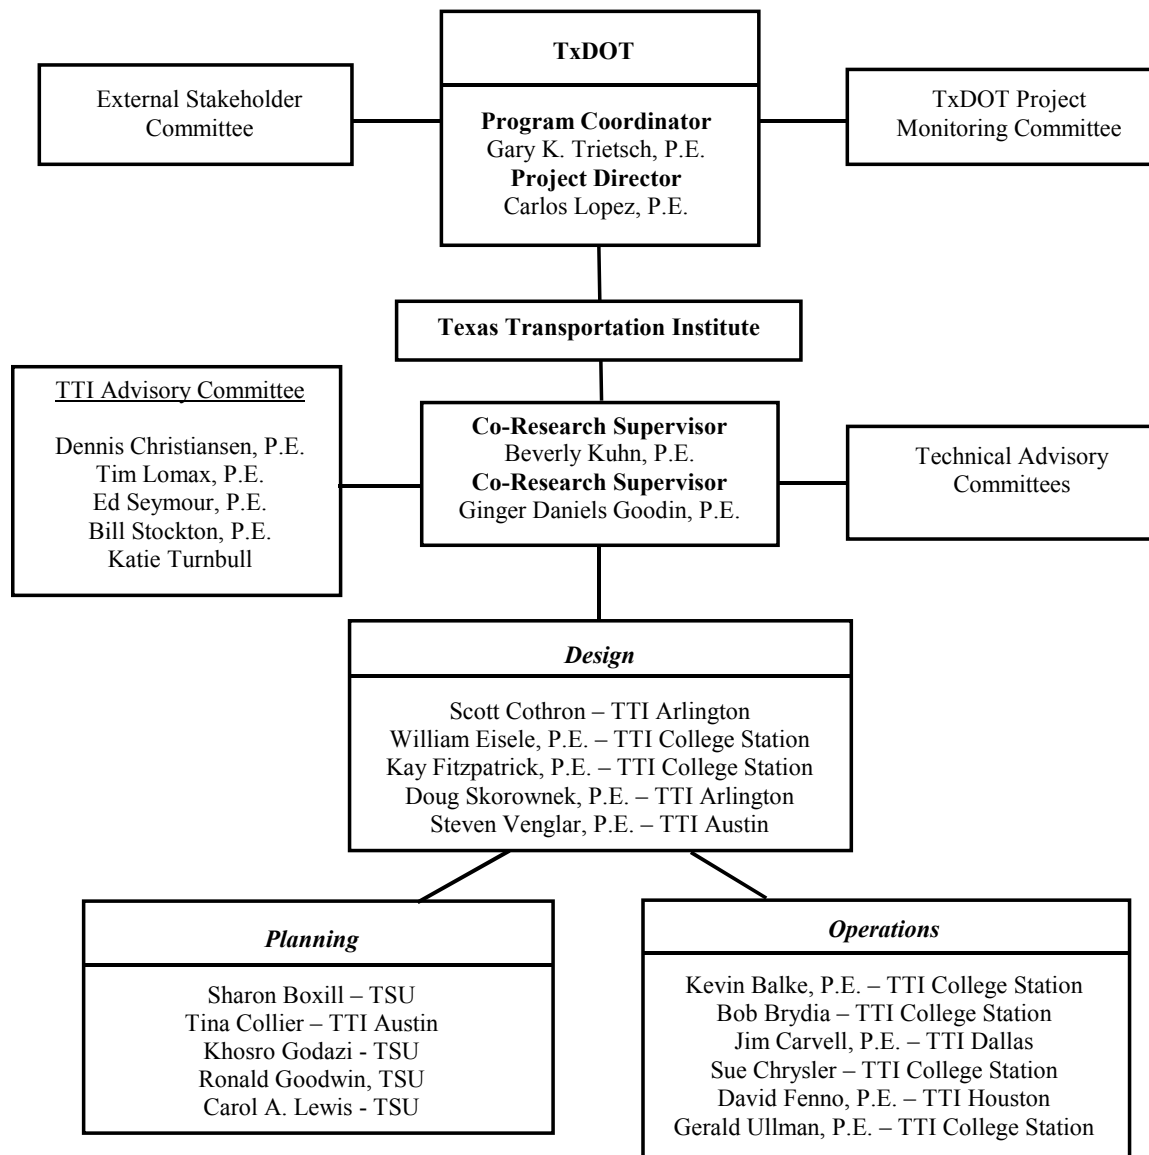 TxDOT
Program Coordinator
Gary K. Trietsch, P.E.
Project Director
Carlos Lopez, P.E.
External Stakeholder
Committee
TxDOT Project
Monitoring Committee
Texas Transportation Institute
TTI Advisory Committee
Dennis Christiansen, P.E.
Tim Lomax, P.E.
Ed Seymour, P.E.
Bill Stockton, P.E.
Katie Turnbull
Co-Research Supervisor
Beverly Kuhn, P.E.
Co-Research Supervisor
Ginger Daniels Goodin, P.E.
Technical Advisory
Committees
Design
Scott Cothron – TTI Arlington
William Eisele, P.E. – TTI College Station
Kay Fitzpatrick, P.E. – TTI College Station
Doug Skorownek, P.E. – TTI Arlington
Steven Venglar, P.E. – TTI Austin
Planning
Sharon Boxill – TSU
Tina Collier – TTI Austin
Khosro Godazi - TSU
Ronald Goodwin, TSU
Carol A. Lewis - TSU
Operations
Kevin Balke, P.E. – TTI College Station
Bob Brydia – TTI College Station
Jim Carvell, P.E. – TTI Dallas
Sue Chrysler – TTI College Station
David Fenno, P.E. – TTI Houston
Gerald Ullman, P.E. – TTI College Station